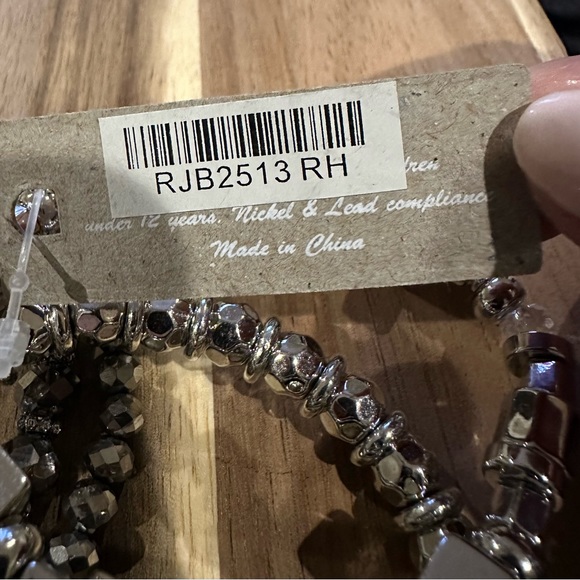 RJB2513 RH
under 12 years. Nickel & Lead compliance
Made in China